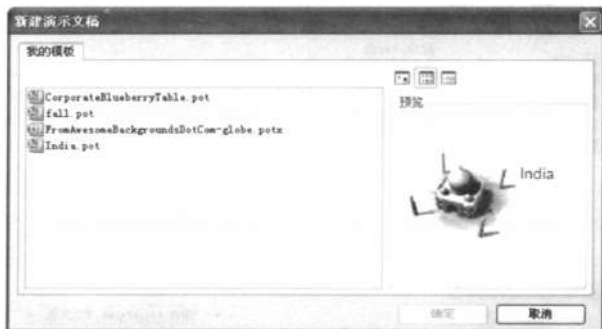 新建演示文稿
我的模板
CorporateBlueberryTable.pot
fall.pot
FromAwesomeBackgroundsDotCom-globe.potx
India.pot
预览
India
确定
取消